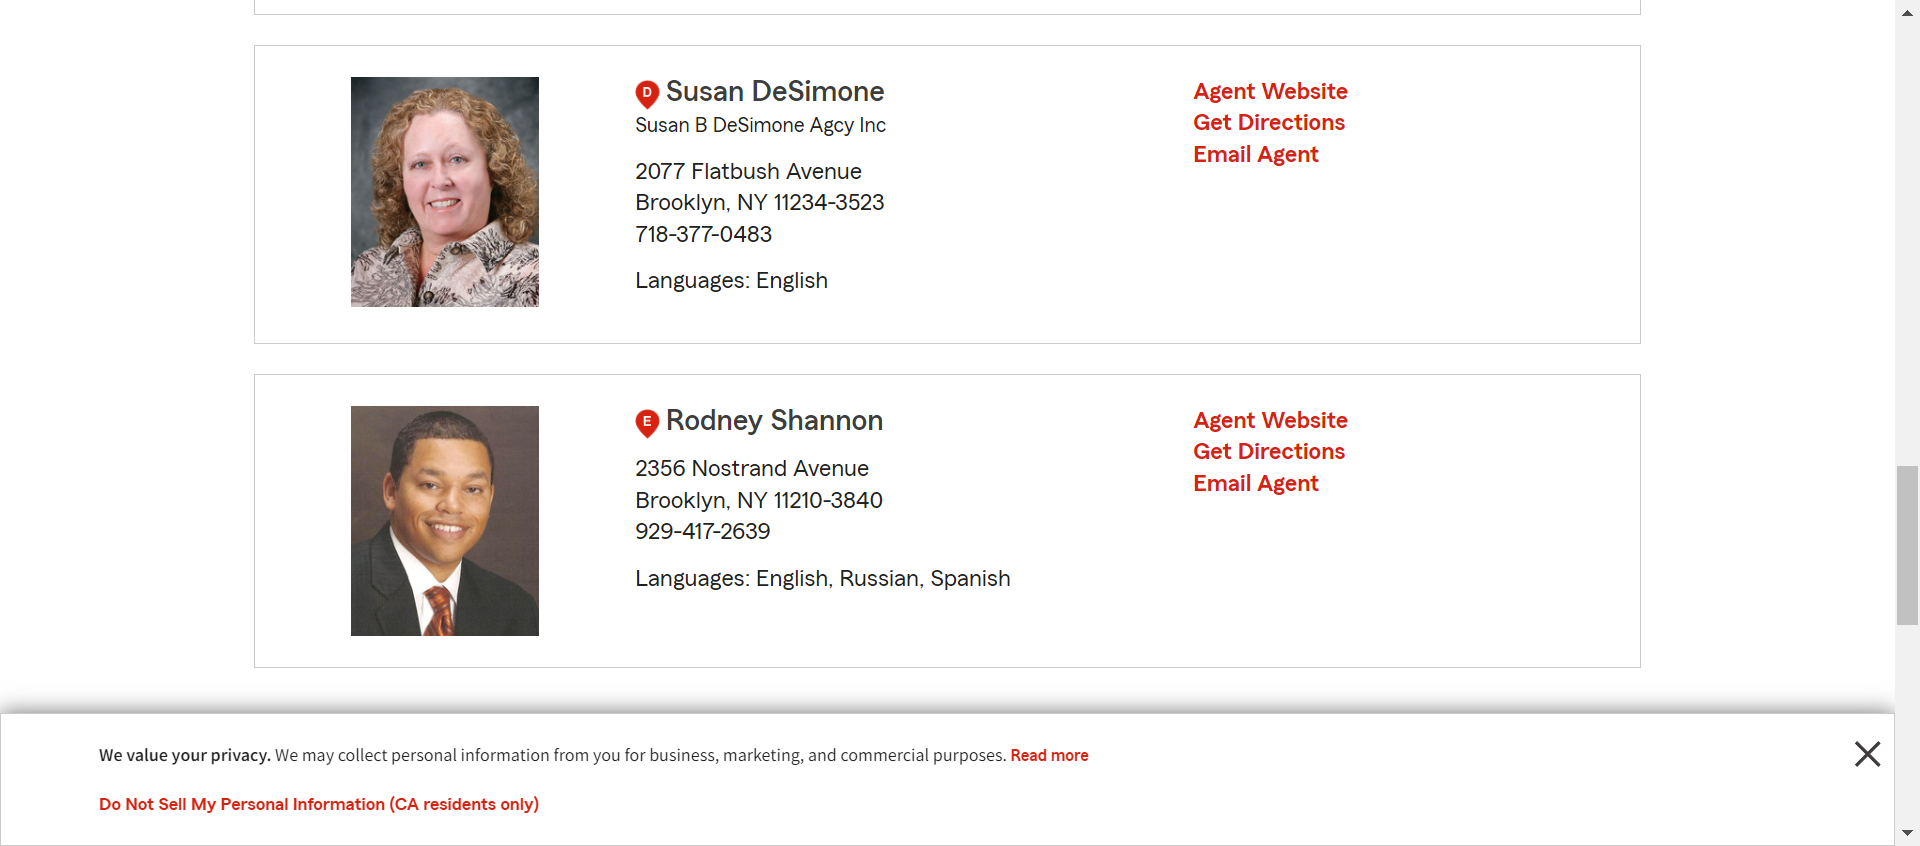 D Susan DeSimone
Susan B DeSimone Agcy Inc
2077 Flatbush Avenue
Brooklyn, NY 11234-3523
718-377-0483
Languages: English
Agent Website
Get Directions
Email Agent
E Rodney Shannon
2356 Nostrand Avenue
Brooklyn, NY 11210-3840
929-417-2639
Languages: English, Russian, Spanish
Agent Website
Get Directions
Email Agent
We value your privacy. We may collect personal information from you for business, marketing, and commercial purposes. Read more
Do Not Sell My Personal Information (CA residents only)